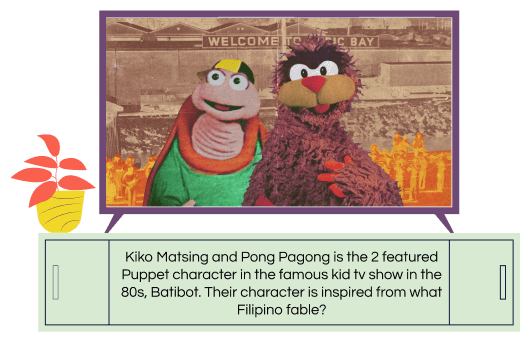 WELCOME TO
IC BAY
Kiko Matsing and Pong Pagong is the 2 featured
Puppet character in the famous kid tv show in the
80s, Batibot. Their character is inspired from what
Filipino fable?